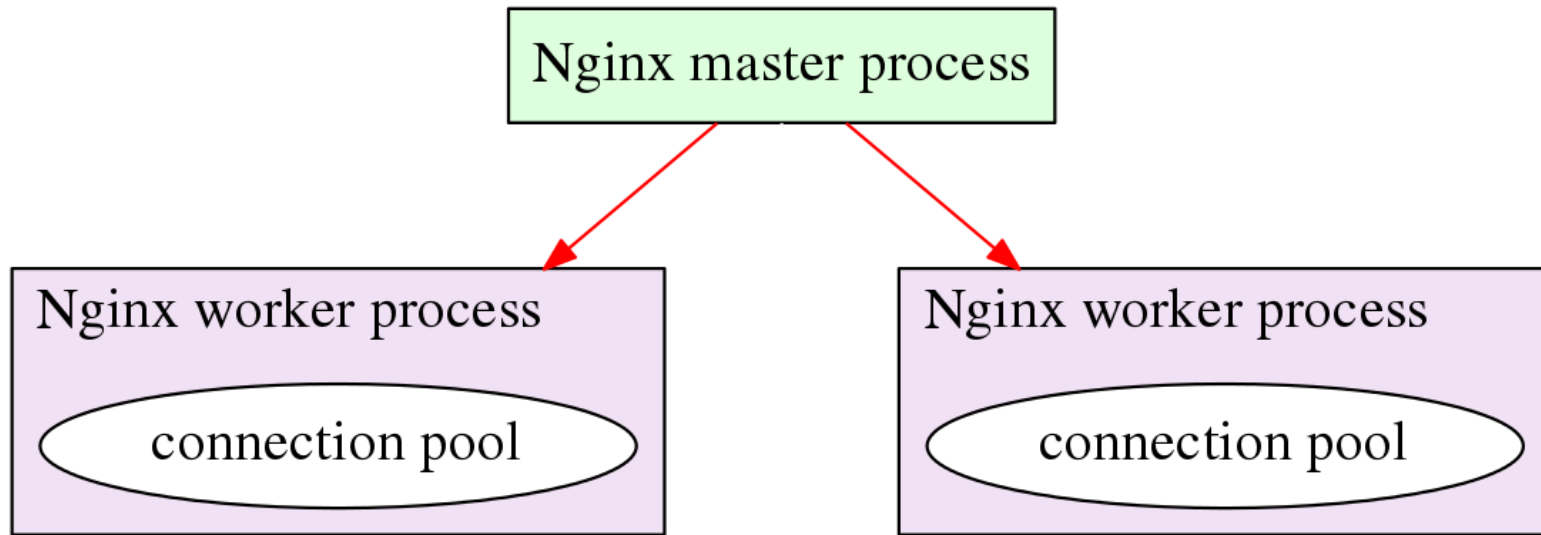 Nginx master process
Nginx worker process
Nginx worker process
connection pool
connection pool